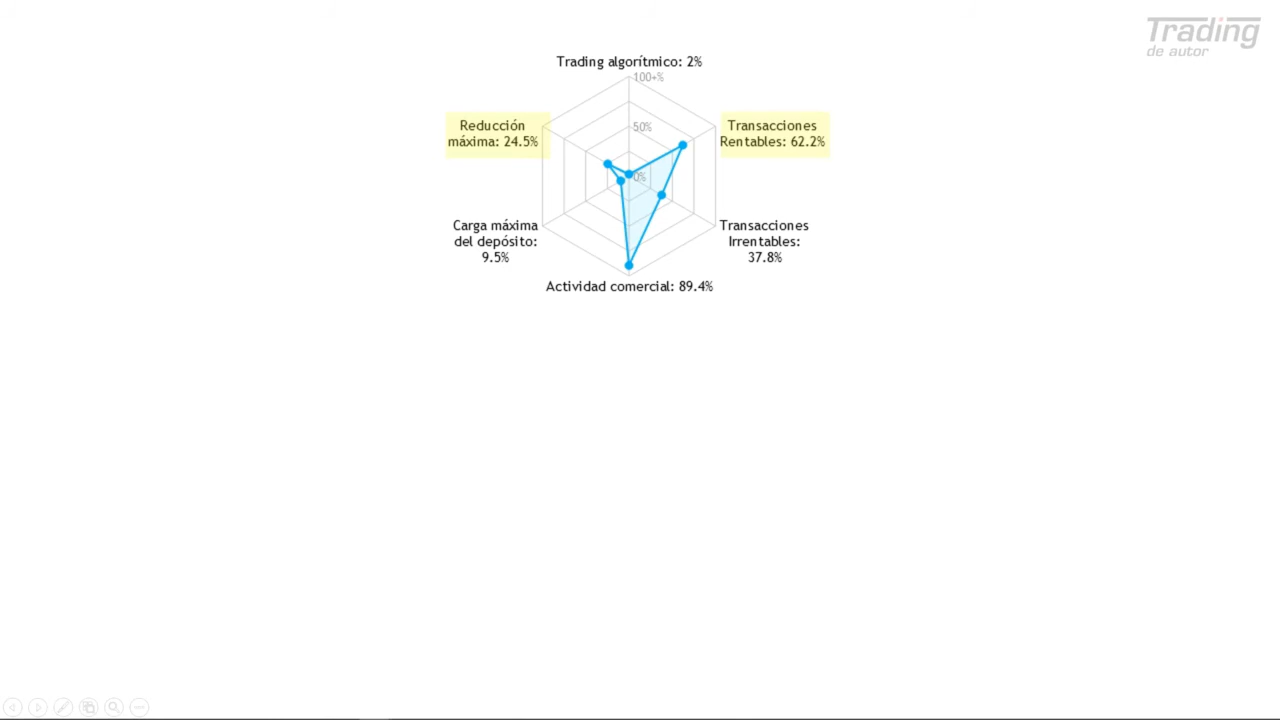 Trading
de autor
Trading algorítmico: 2%
100+%
Reducción
máxima: 24.5%
50%
Transacciones
Rentables: 62.2%
0%
Carga máxima
del depósito:
9.5%
Transacciones
Irrentables:
37.8%
Actividad comercial: 89.4%